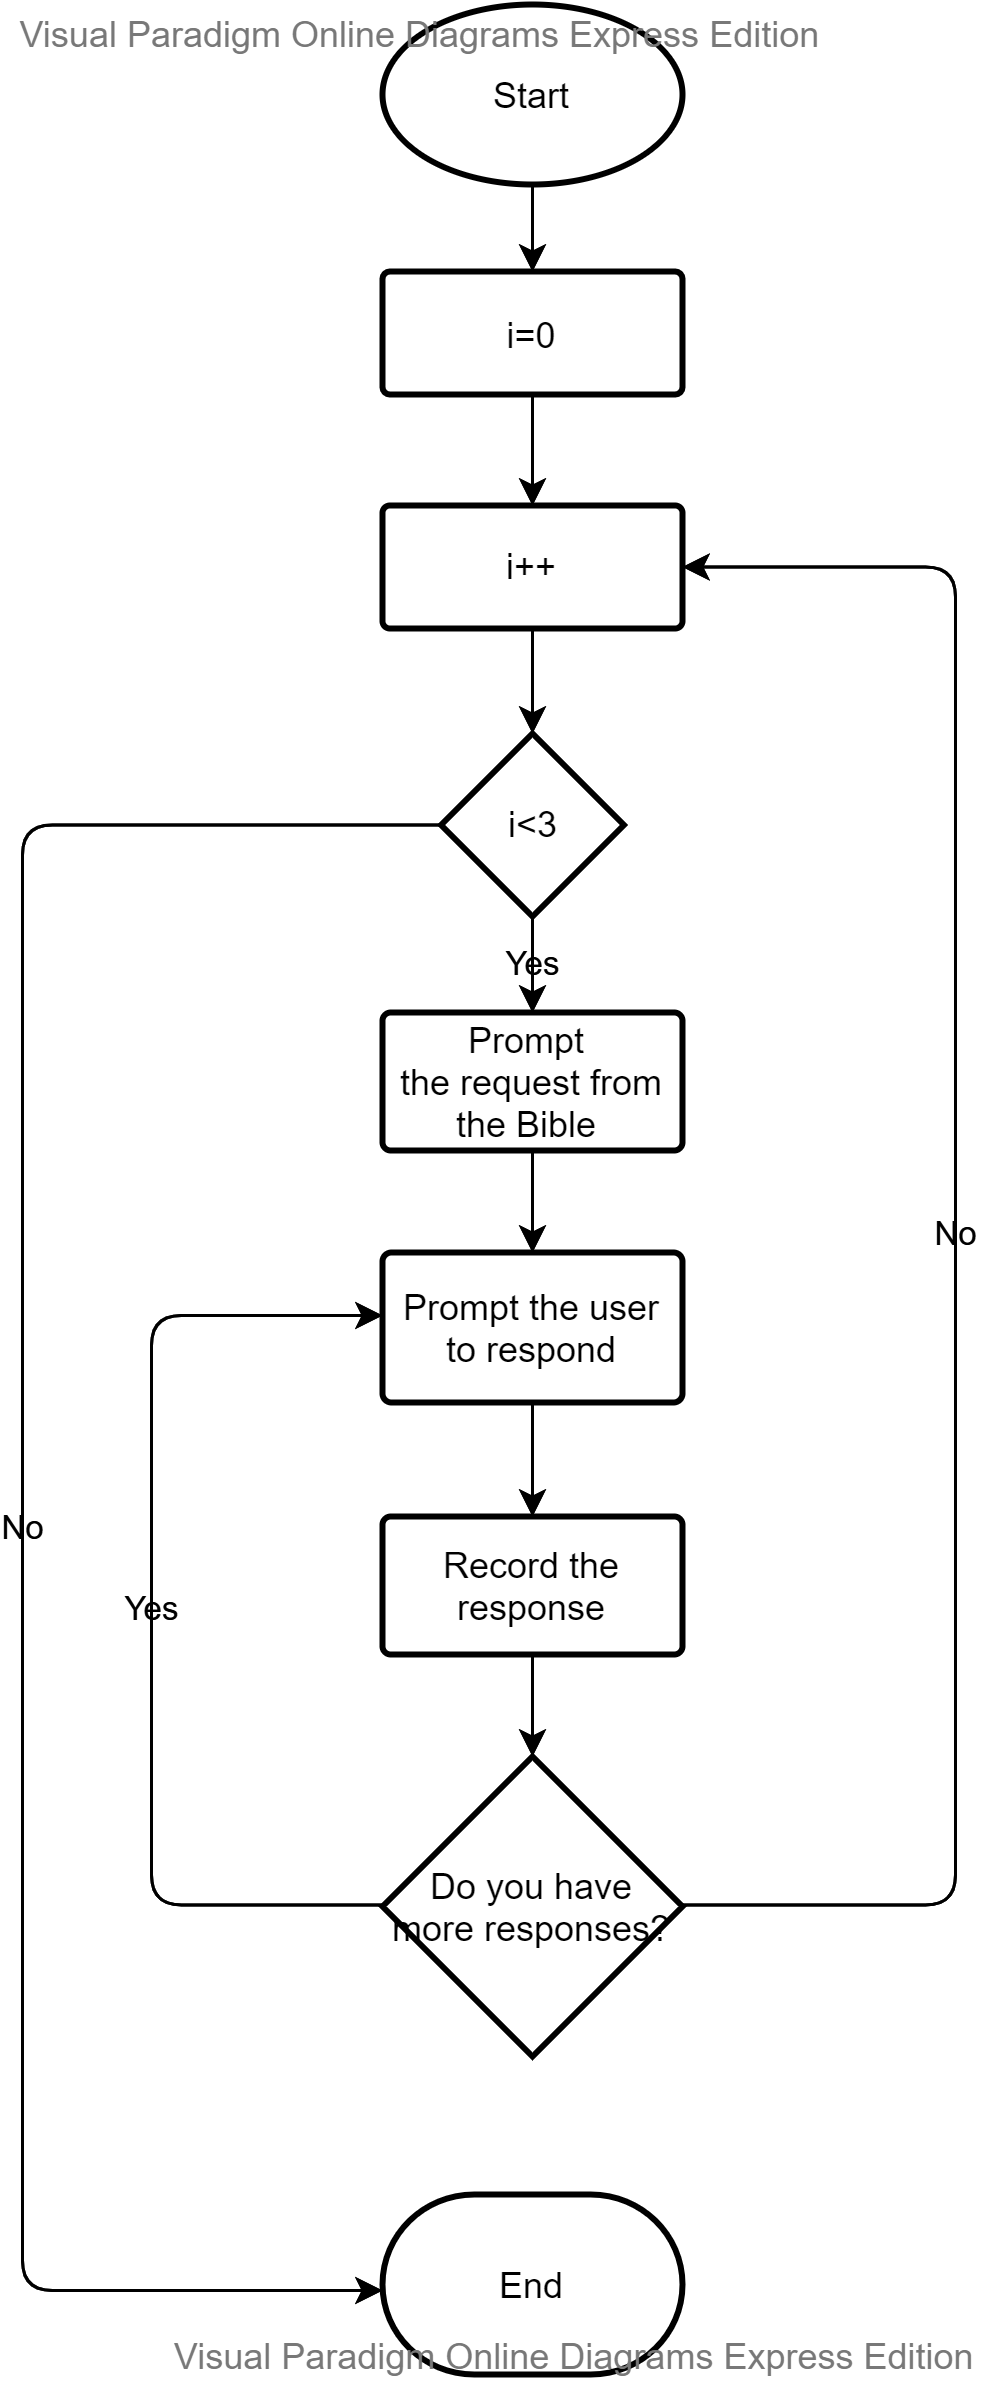 Visual Paradigm Online Diagrams Express Edition
Start
i=0
i++
i<3
Yes
Prompt
the request from
the Bible
No
Prompt the user
to respond
No
Record the
response
Yes
Do you have
more responses?
End
Visual Paradigm Online Diagrams Express Edition